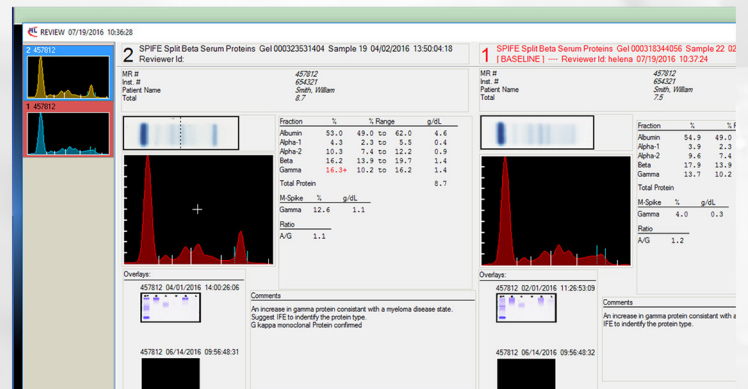 REVIEW 07/19/2016 10:36:28
2 457812
1 457812
2 SPIFE Split Beta Serum Proteins Gel 000323531404 Sample 19 04/02/2016 13:50:04:18
Reviewer Id:
MR # 457812
Inst. # 654321
Patient Name Smith, William
Total 8.7
Fraction % % Range g/dL
Albumin 53.0 49.0 to 62.0 4.6
Alpha-1 4.3 2.3 to 5.5 0.4
Alpha-2 10.3 7.4 to 12.2 0.9
Beta 16.2 13.9 to 19.7 1.4
Gamma 16.3+ 10.2 to 16.2 1.4
Total Protein 8.7
M-Spike % g/dL
Gamma 12.6 1.1
Ratio
A/G 1.1
Overlays:
457812 04/01/2016 14:00:26:06
457812 06/14/2016 09:56:48:31
Comments
An increase in gamma protein consistant with a myeloma disease state.
Suggest IFE to indentify the protein type.
G kappa monoclonal Protein confirmed
1 SPIFE Split Beta Serum Proteins Gel 000318344056 Sample 22 02
[ BASELINE ] ---- Reviewer Id: helena 07/19/2016 10:37:24
MR # 457812
Inst. # 654321
Patient Name Smith, William
Total 7.5
Fraction %
Albumin 54.9 49.0
Alpha-1 3.9 2.3
Alpha-2 9.6 7.4
Beta 17.9 13.9
Gamma 13.7 10.2
Total Protein
M-Spike % g/dL
Gamma 4.0 0.3
Ratio
A/G 1.2
Overlays:
457812 02/01/2016 11:26:53:09
457812 06/14/2016 09:56:48:32
Comments
An increase in gamma protein consistant with a
IFE to indentify the protein type.